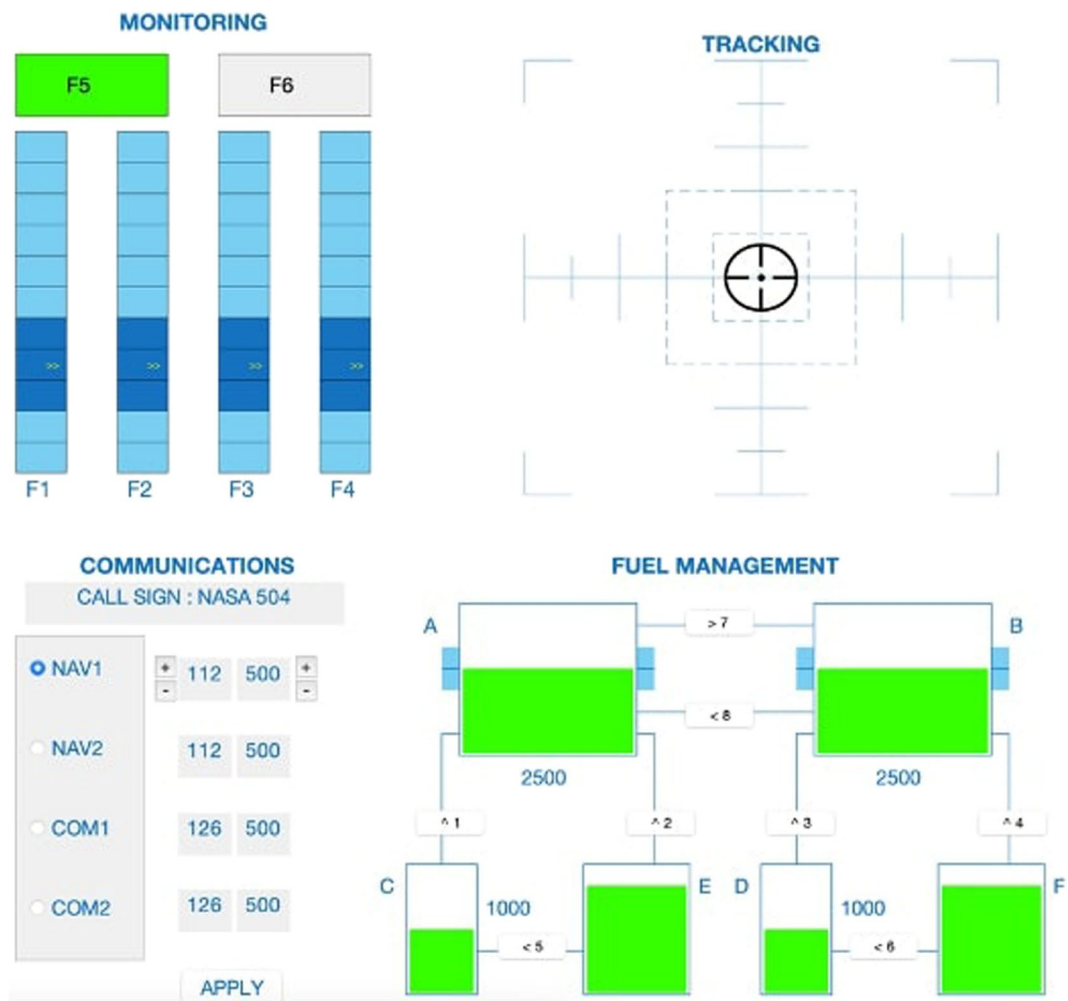 MONITORING
F5
F6
>> >> >> >>
F1 F2 F3 F4
TRACKING
COMMUNICATIONS
CALL SIGN : NASA 504
NAV1 + - 112 500 + -
NAV2 112 500
COM1 126 500
COM2 126 500
APPLY
FUEL MANAGEMENT
A > 7 B
< 8
2500 2500
^ 1 ^ 2 ^ 3 ^ 4
C E D F
1000 1000
< 5 < 6